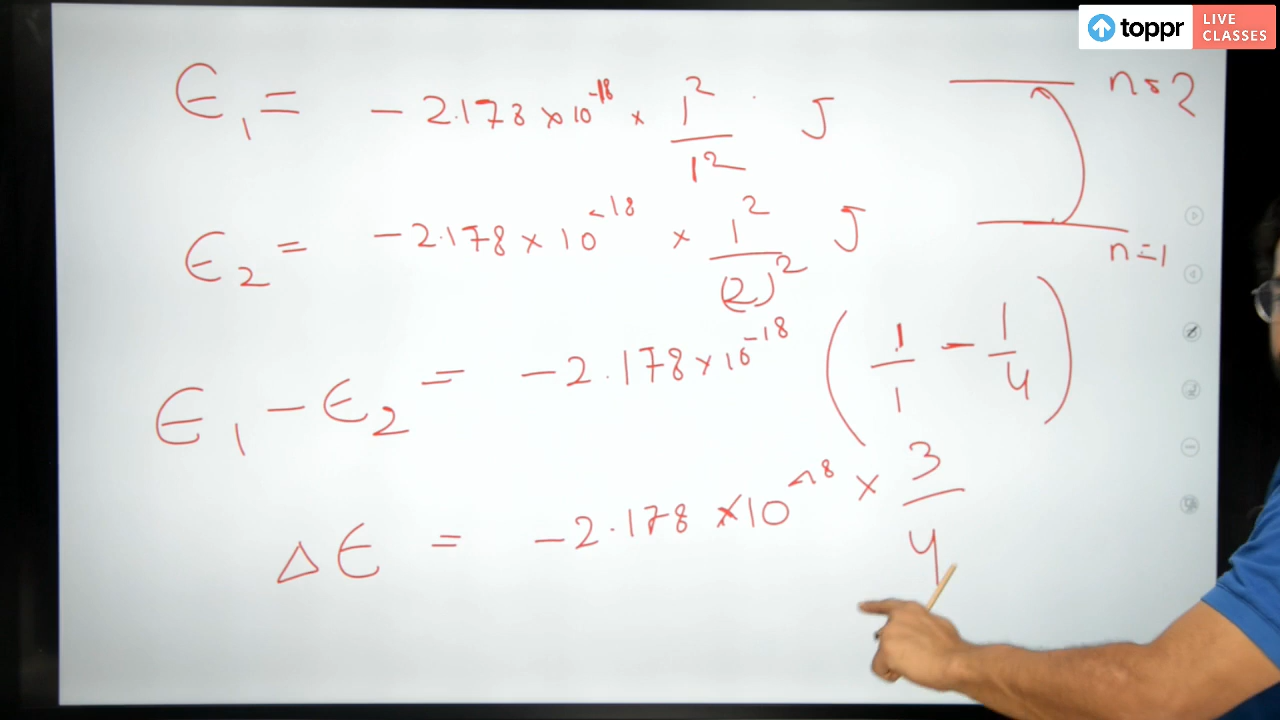 toppr LIVE CLASSES
E₁ = -2.178 × 10⁻¹⁸ × 1²/1² J
n=2
E₂ = -2.178 × 10⁻¹⁸ × 1²/(2)² J
n=1
E₁ - E₂ = -2.178 × 10⁻¹⁸ (1/1 - 1/4)
ΔE = -2.178 × 10⁻¹⁸ × 3/4